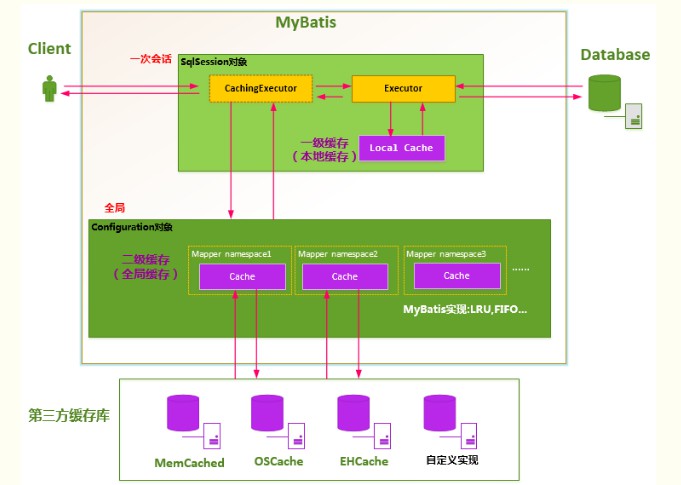 MyBatis
Client
一次会话
SqlSession对象
Database
CachingExecutor
Executor
一级缓存
（本地缓存）
Local Cache
全局
Configuration对象
二级缓存
（全局缓存）
Mapper namespace1
Mapper namespace2
Mapper namespace3
Cache
Cache
Cache
......
MyBatis实现:LRU,FIFO...
第三方缓存库
MemCached
OSCache
EHCache
自定义实现